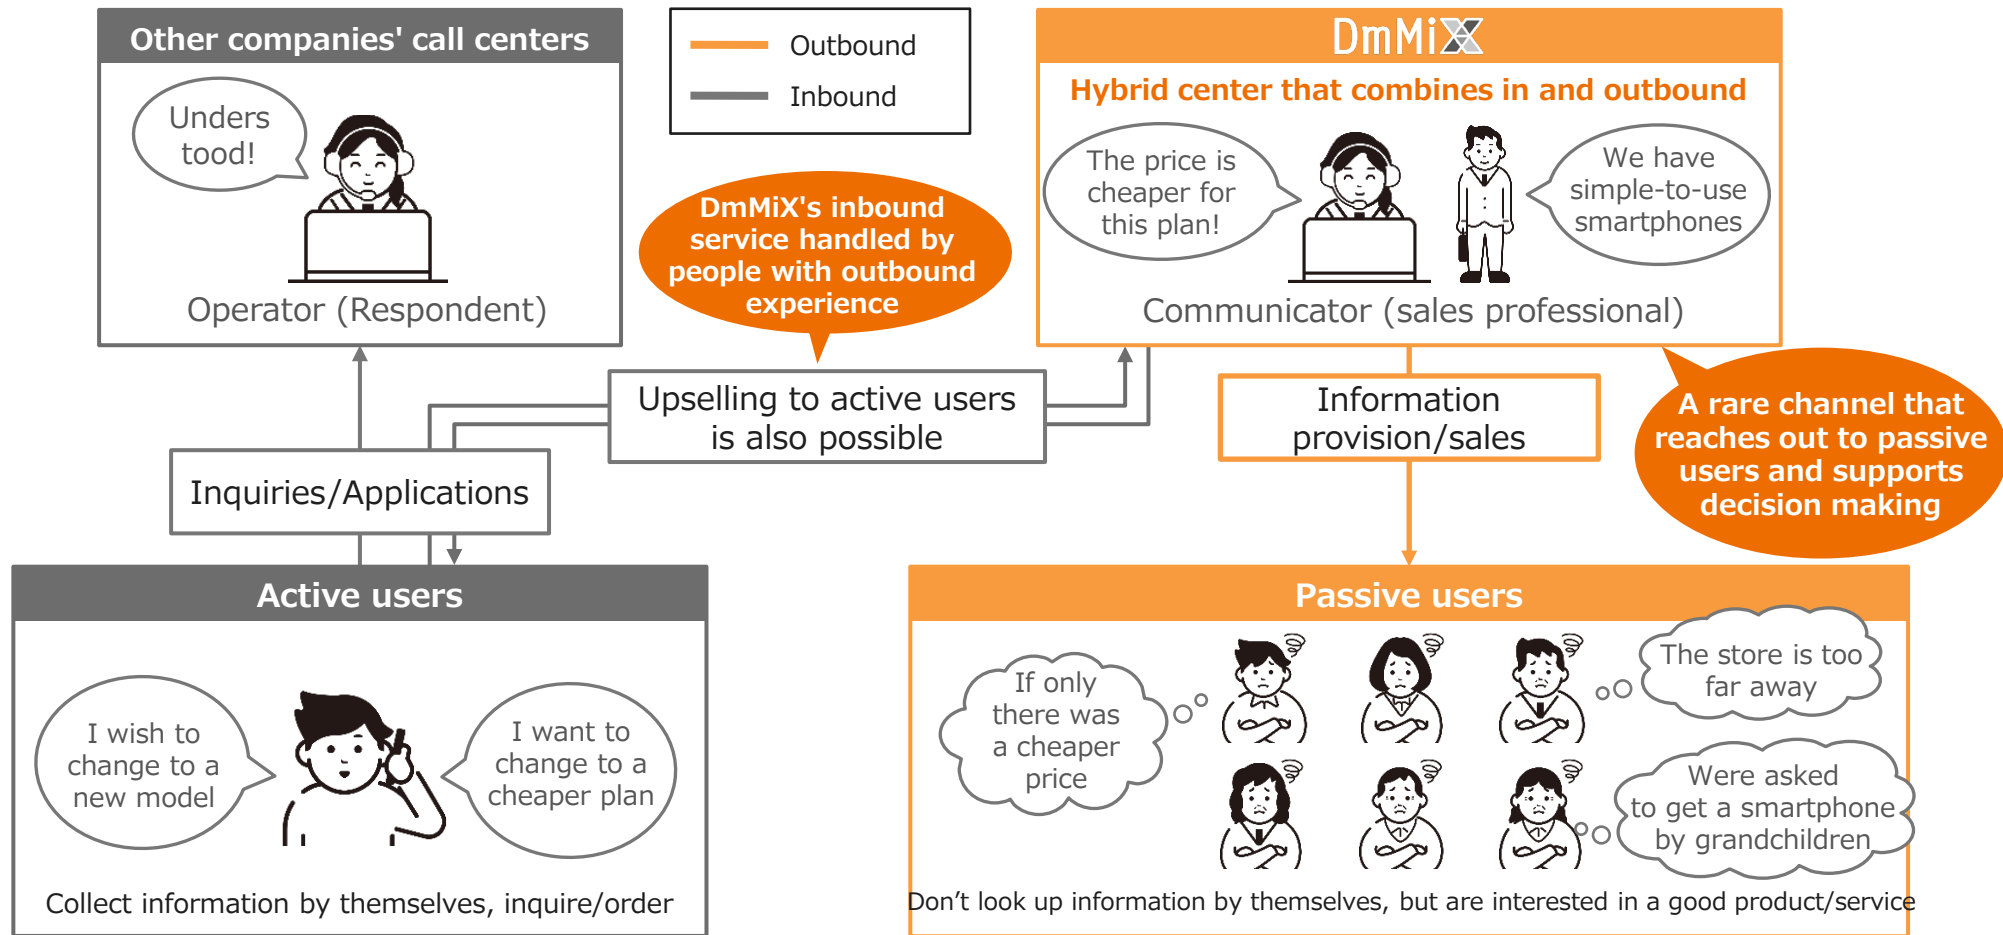 Other companies' call centers
Unders
tood!
Operator (Respondent)
Outbound
Inbound
DmMiX
Hybrid center that combines in and outbound
The price is
cheaper for
this plan!
We have
simple-to-use
smartphones
Communicator (sales professional)
DmMiX's inbound
service handled by
people with outbound
experience
Upselling to active users
is also possible
Information
provision/sales
A rare channel that
reaches out to passive
users and supports
decision making
Inquiries/Applications
Active users
I wish to
change to a
new model
I want to
change to a
cheaper plan
Collect information by themselves, inquire/order
Passive users
If only
there was
a cheaper
price
The store is too
far away
Were asked
to get a smartphone
by grandchildren
Don’t look up information by themselves, but are interested in a good product/service